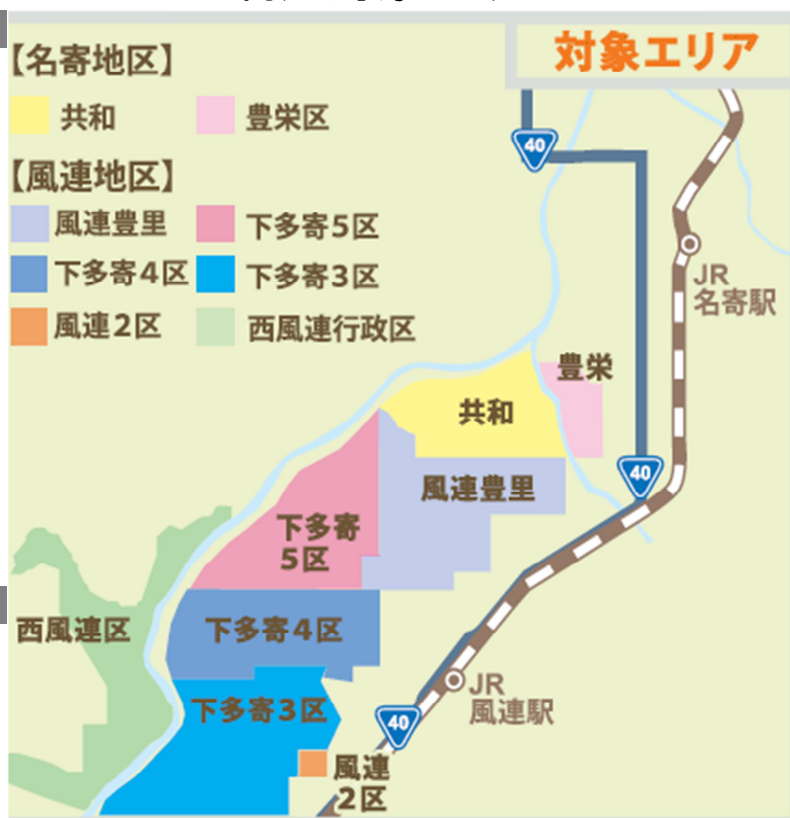 対象エリア
【名寄地区】
共和
豊栄区
【風連地区】
風連豊里
下多寄5区
下多寄4区
下多寄3区
風連2区
西風連行政区
40
JR
名寄駅
豊栄
共和
40
風連豊里
下多寄
5区
西風連区
下多寄4区
JR
風連駅
下多寄3区
40
風連
2区